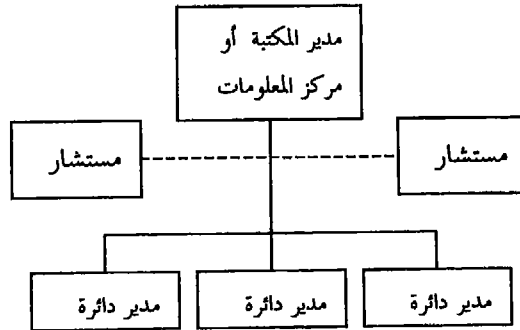 مدير المكتبة أو
مركز المعلومات
مستشار
مستشار
مدير دائرة
مدير دائرة
مدير دائرة